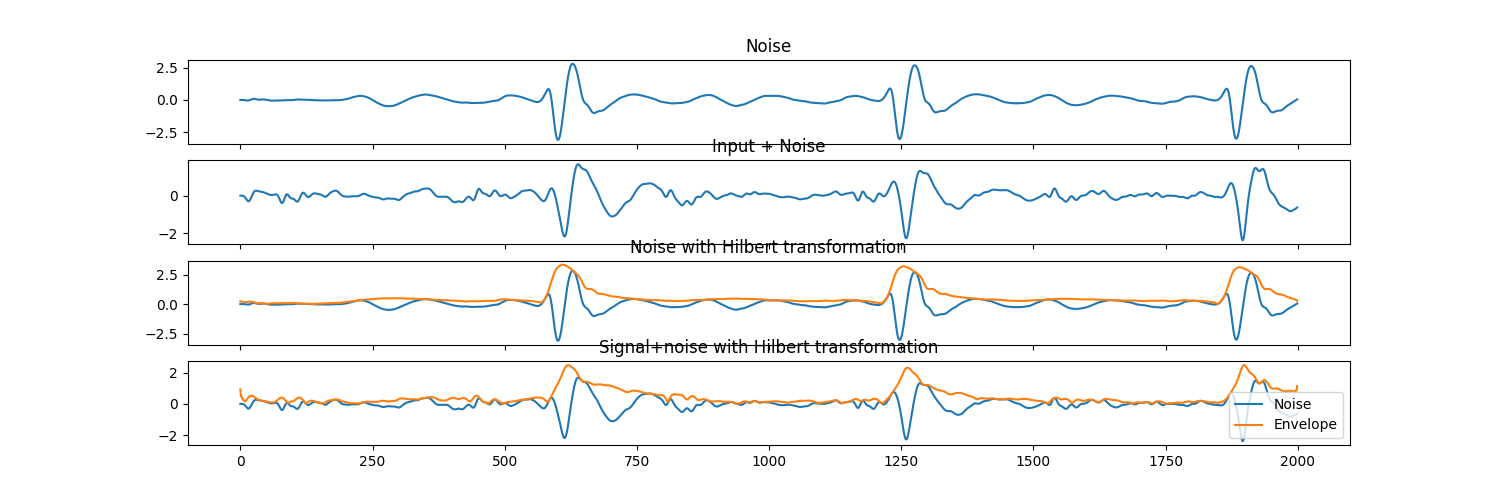 Noise
2.5
0.0
−2.5
Input + Noise
0
−2
Noise with Hilbert transformation
2.5
0.0
−2.5
Signal+noise with Hilbert transformation
2
0
−2
Noise
Envelope
0 250 500 750 1000 1250 1500 1750 2000